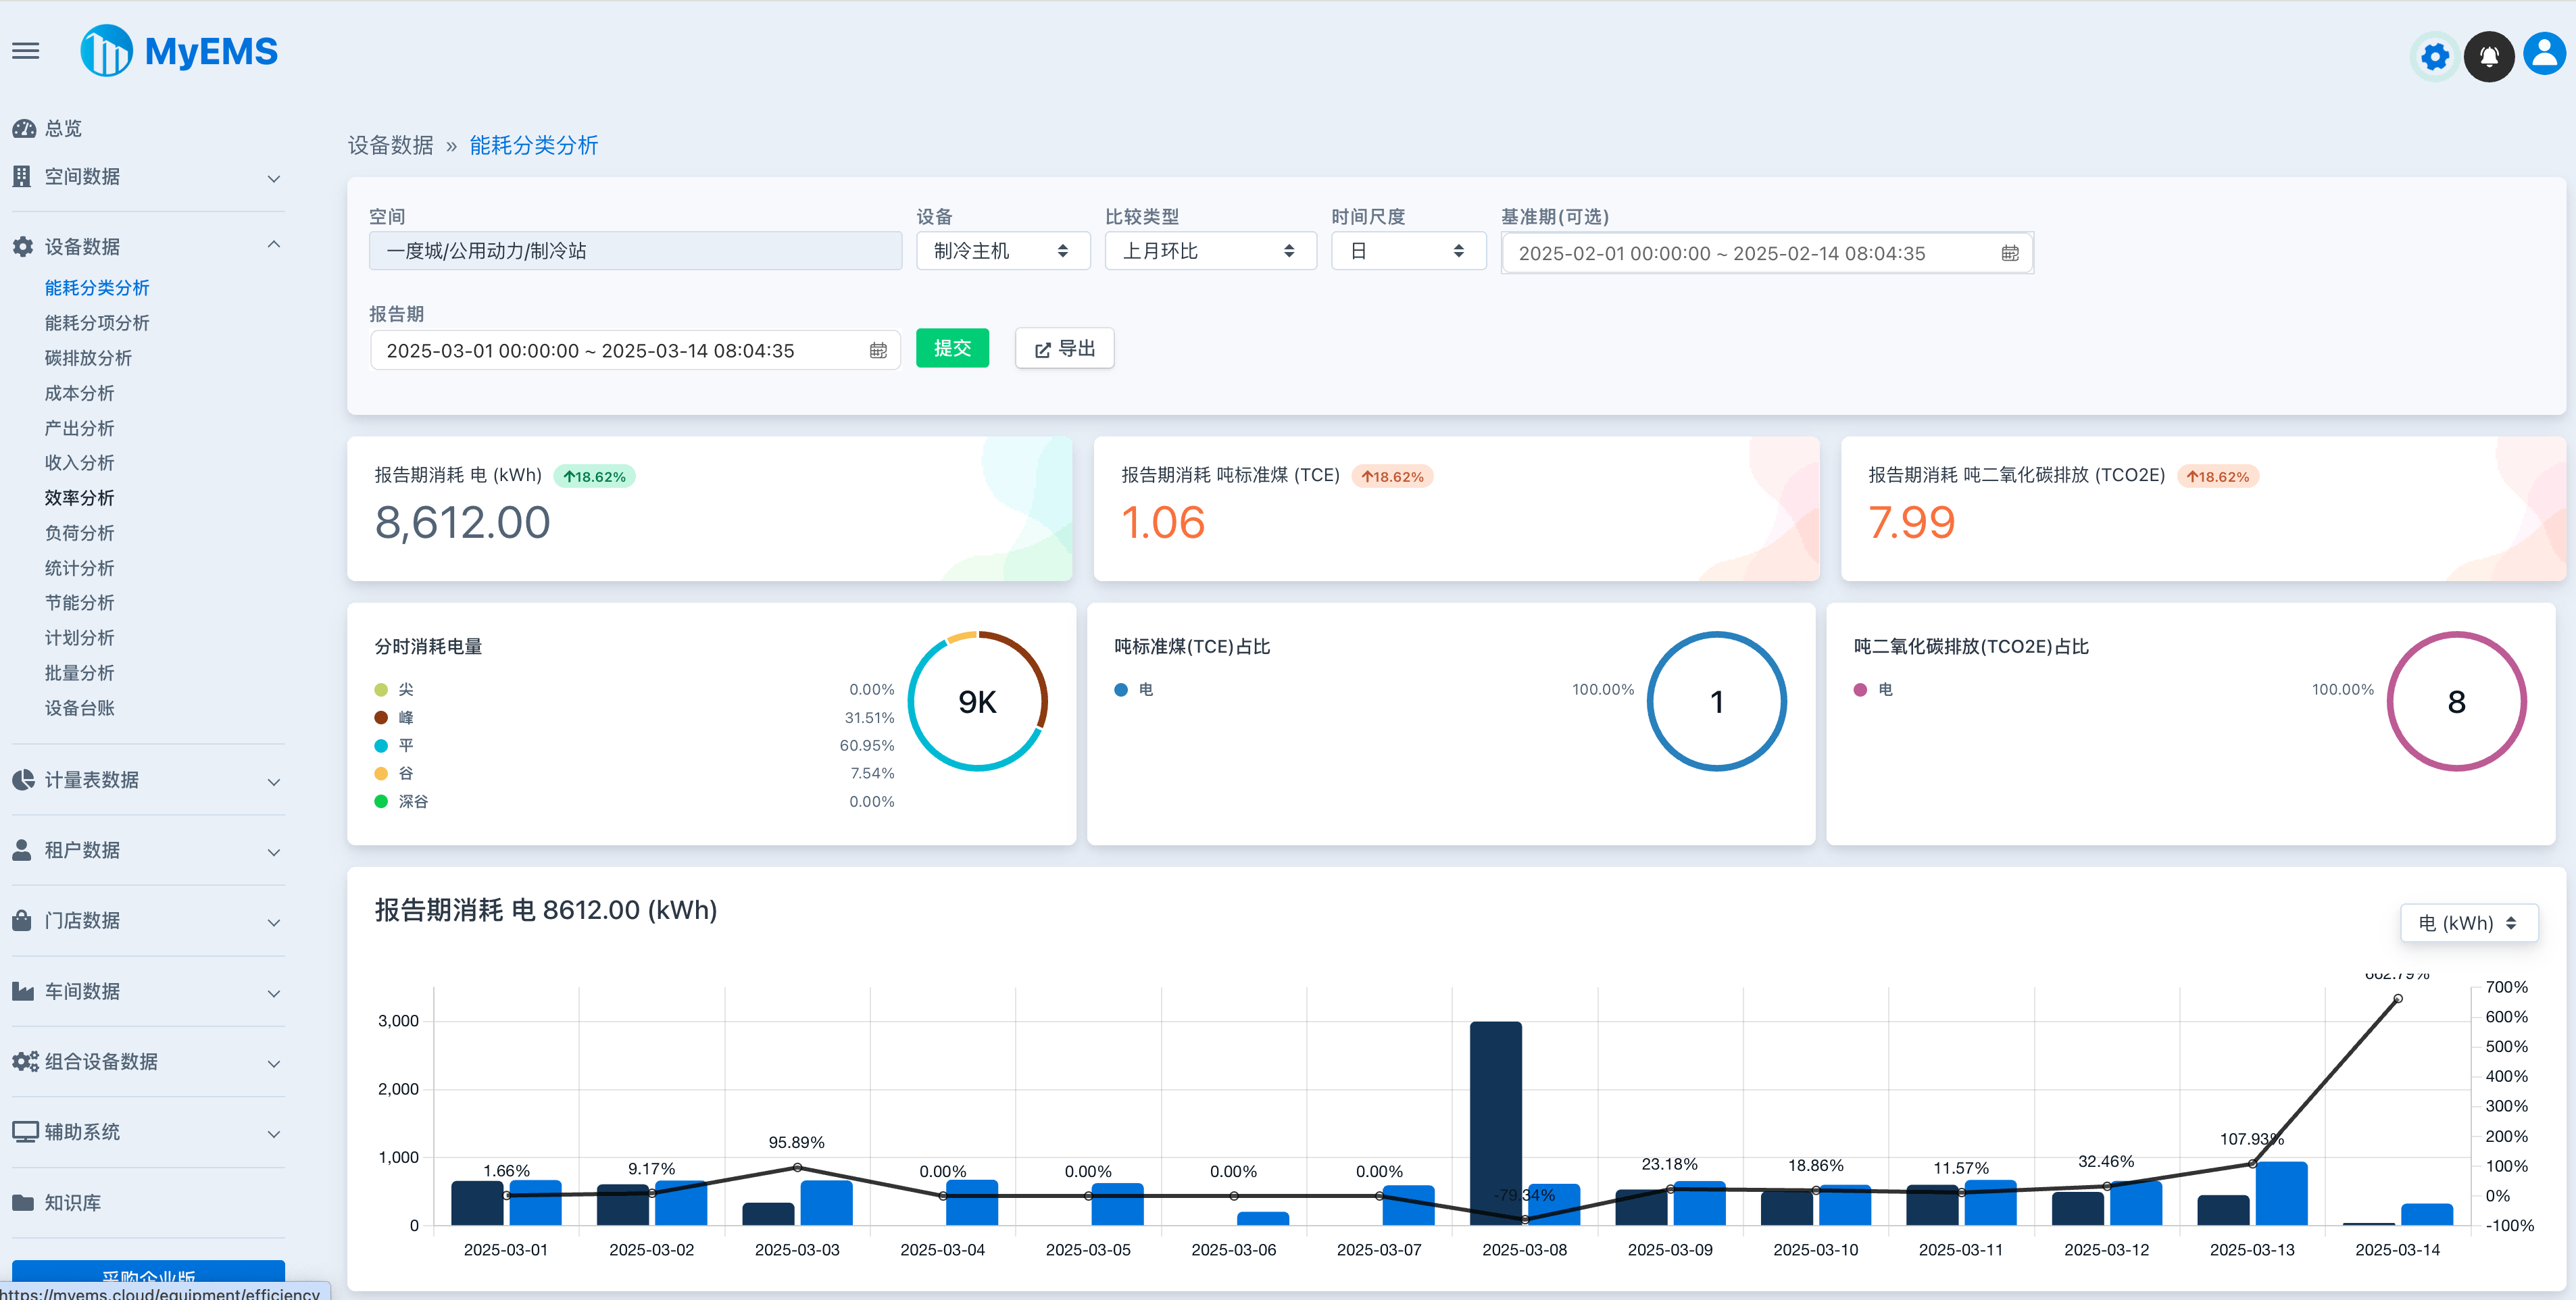 MyEMS
总览
空间数据
设备数据
能耗分类分析
能耗分项分析
碳排放分析
成本分析
产出分析
收入分析
效率分析
负荷分析
统计分析
节能分析
计划分析
批量分析
设备台账
计量表数据
租户数据
门店数据
车间数据
组合设备数据
辅助系统
知识库
采购企业版
https://myems.cloud/equipment/efficiency
设备数据 » 能耗分类分析
空间 设备 比较类型 时间尺度 基准期(可选)
一度城/公用动力/制冷站 制冷主机 上月环比 日 2025-02-01 00:00:00 ~ 2025-02-14 08:04:35
报告期
2025-03-01 00:00:00 ~ 2025-03-14 08:04:35 提交 导出
报告期消耗 电 (kWh) 18.62%
8,612.00
报告期消耗 吨标准煤 (TCE) 18.62%
1.06
报告期消耗 吨二氧化碳排放 (TCO2E) 18.62%
7.99
分时消耗电量
尖 0.00%
峰 31.51%
平 60.95%
谷 7.54%
深谷 0.00%
9K
吨标准煤(TCE)占比
电 100.00%
1
吨二氧化碳排放(TCO2E)占比
电 100.00%
8
报告期消耗 电 8612.00 (kWh)
电 (kWh)
3,000
2,000
1,000
0
1.66% 9.17% 95.89% 0.00% 0.00% 0.00% 0.00% -79.34% 23.18% 18.86% 11.57% 32.46% 107.93% 662.79%
700%
600%
500%
400%
300%
200%
100%
0%
-100%
2025-03-01 2025-03-02 2025-03-03 2025-03-04 2025-03-05 2025-03-06 2025-03-07 2025-03-08 2025-03-09 2025-03-10 2025-03-11 2025-03-12 2025-03-13 2025-03-14